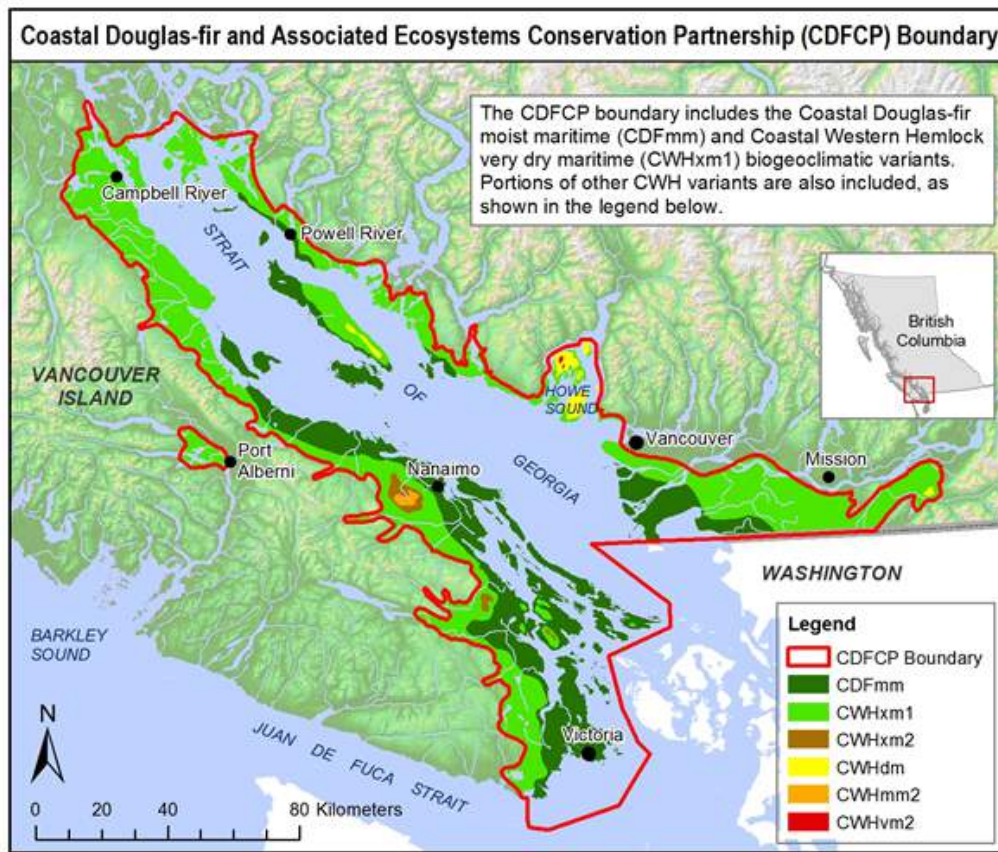 Coastal Douglas-fir and Associated Ecosystems Conservation Partnership (CDFCP) Boundary
The CDFCP boundary includes the Coastal Douglas-fir
moist maritime (CDFmm) and Coastal Western Hemlock
very dry maritime (CWHxm1) biogeoclimatic variants.
Portions of other CWH variants are also included, as
shown in the legend below.
Campbell River
Powell River
STRAIT
OF
GEORGIA
British
Columbia
VANCOUVER
ISLAND
HOWE
SOUND
Vancouver
Mission
Port
Alberni
Nanaimo
WASHINGTON
BARKLEY
SOUND
Victoria
JUAN DE FUCA STRAIT
N
0 20 40 80 Kilometers
Legend
CDFCP Boundary
CDFmm
CWHxm1
CWHxm2
CWHdm
CWHmm2
CWHvm2